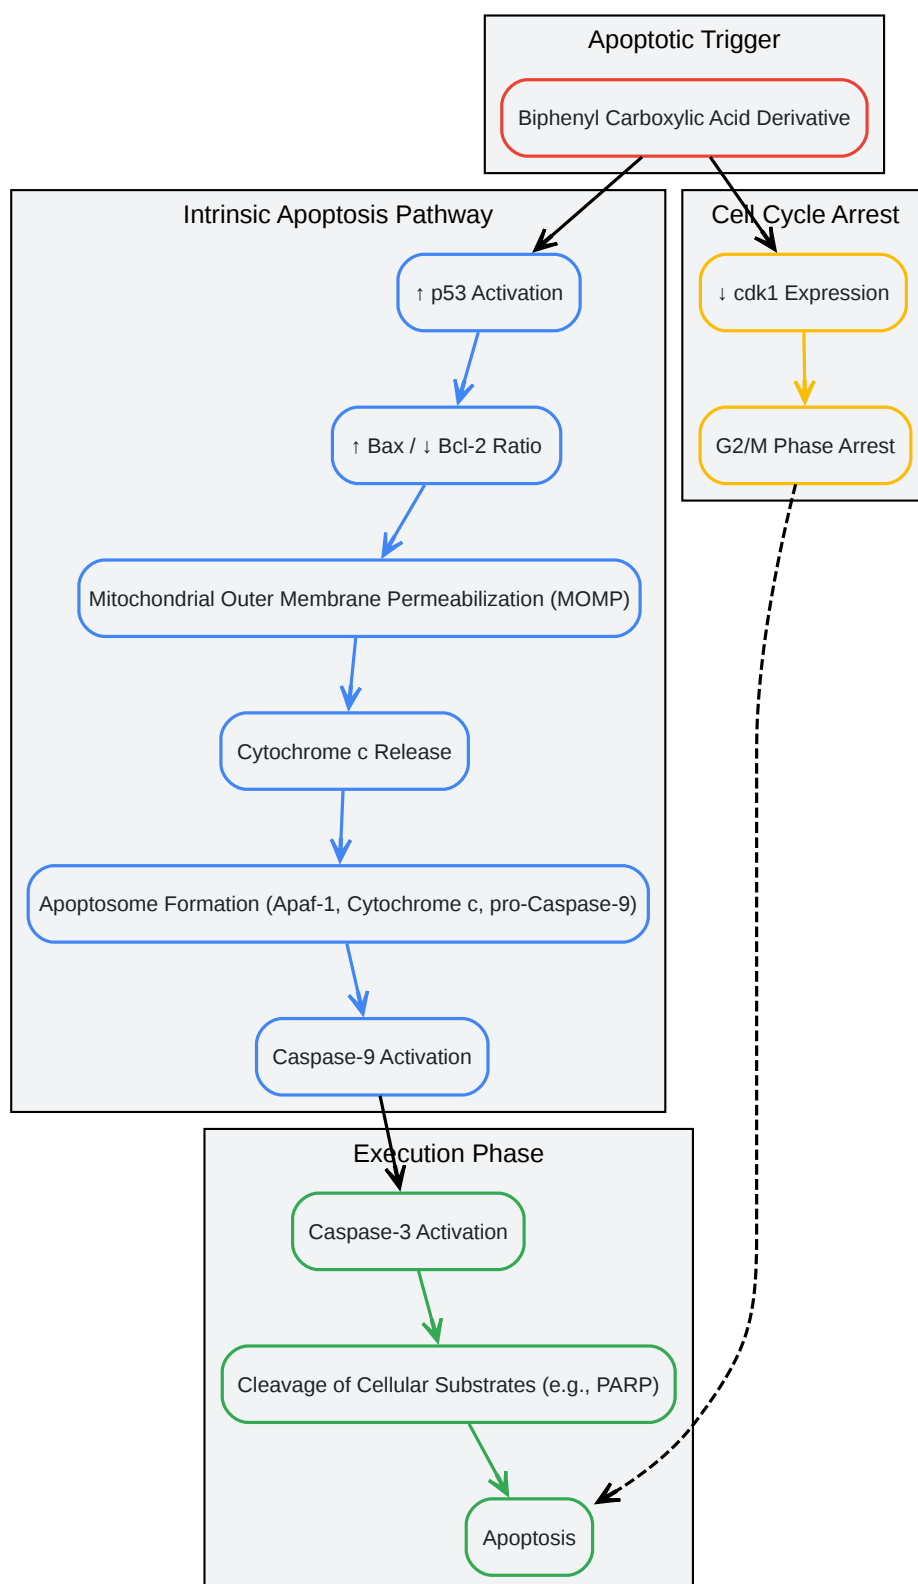 Apoptotic Trigger
Biphenyl Carboxylic Acid Derivative
Intrinsic Apoptosis Pathway
Cell Cycle Arrest
↑ p53 Activation
↓ cdk1 Expression
↑ Bax / ↓ Bcl-2 Ratio
G2/M Phase Arrest
Mitochondrial Outer Membrane Permeabilization (MOMP)
Cytochrome c Release
Apoptosome Formation (Apaf-1, Cytochrome c, pro-Caspase-9)
Caspase-9 Activation
Execution Phase
Caspase-3 Activation
Cleavage of Cellular Substrates (e.g., PARP)
Apoptosis